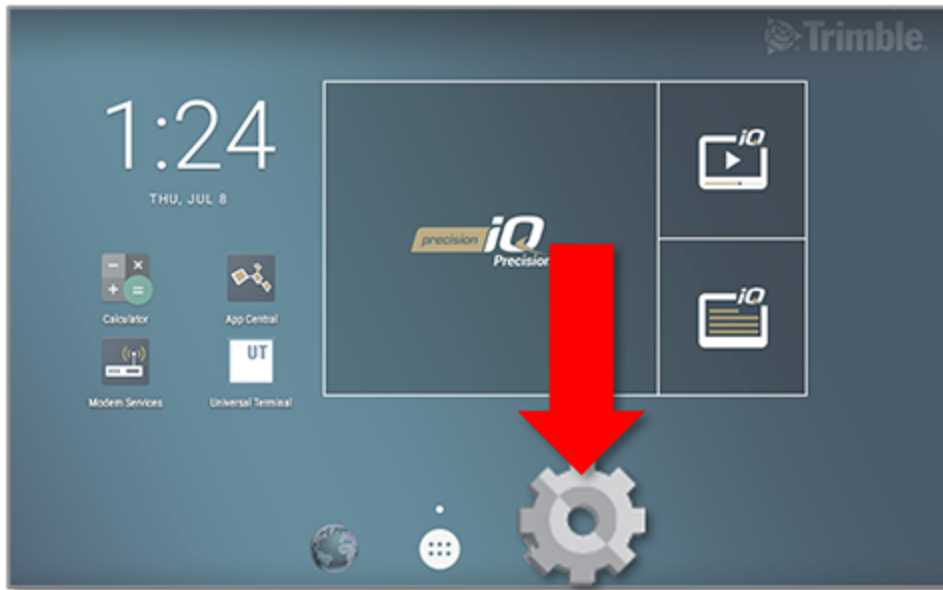 Trimble.
1:24
THU, JUL 8
iQ
precision iQ
Precision
iQ
Calculator
App Central
UT
Modem Services
Universal Terminal